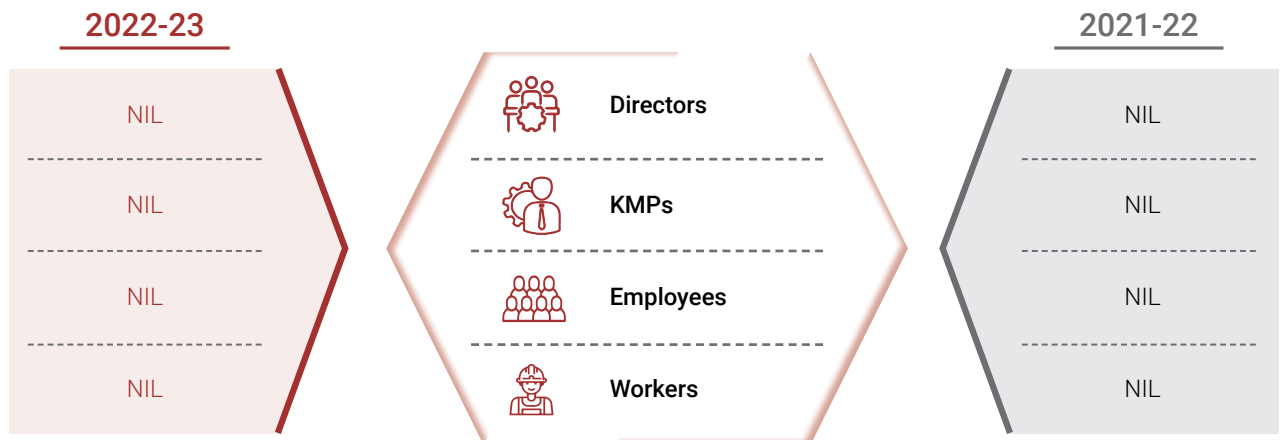 2022-23
2021-22
NIL
Directors
NIL
NIL
KMPs
NIL
NIL
Employees
NIL
NIL
Workers
NIL